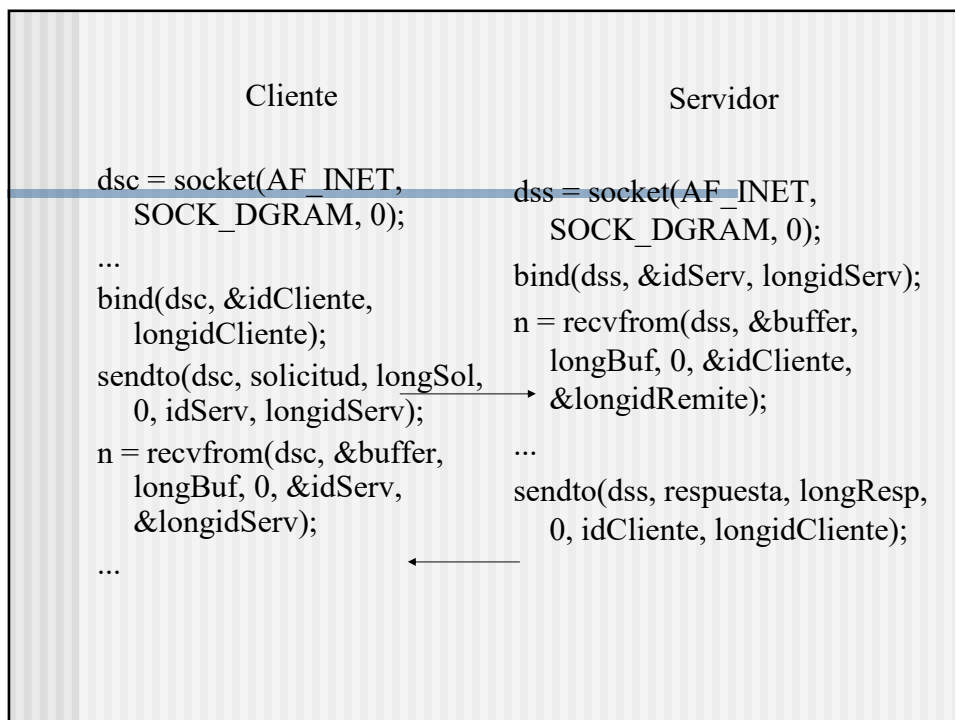 Cliente
dsc = socket(AF_INET,
SOCK_DGRAM, 0);
...
bind(dsc, &idCliente,
longidCliente);
sendto(dsc, solicitud, longSol,
0, idServ, longidServ);
n = recvfrom(dsc, &buffer,
longBuf, 0, &idServ,
&longidServ);
...
Servidor
dss = socket(AF_INET,
SOCK_DGRAM, 0);
bind(dss, &idServ, longidServ);
n = recvfrom(dss, &buffer,
longBuf, 0, &idCliente,
&longidRemite);
...
sendto(dss, respuesta, longResp,
0, idCliente, longidCliente);